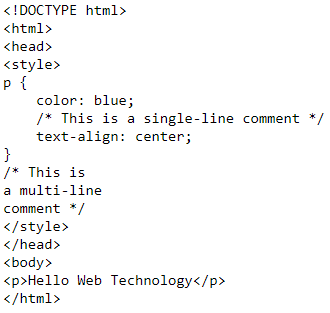 <!DOCTYPE html>
<html>
<head>
<style>
p {
    color: blue;
    /* This is a single-line comment */
    text-align: center;
}
/* This is
a multi-line
comment */
</style>
</head>
<body>
<p>Hello Web Technology</p>
</html>